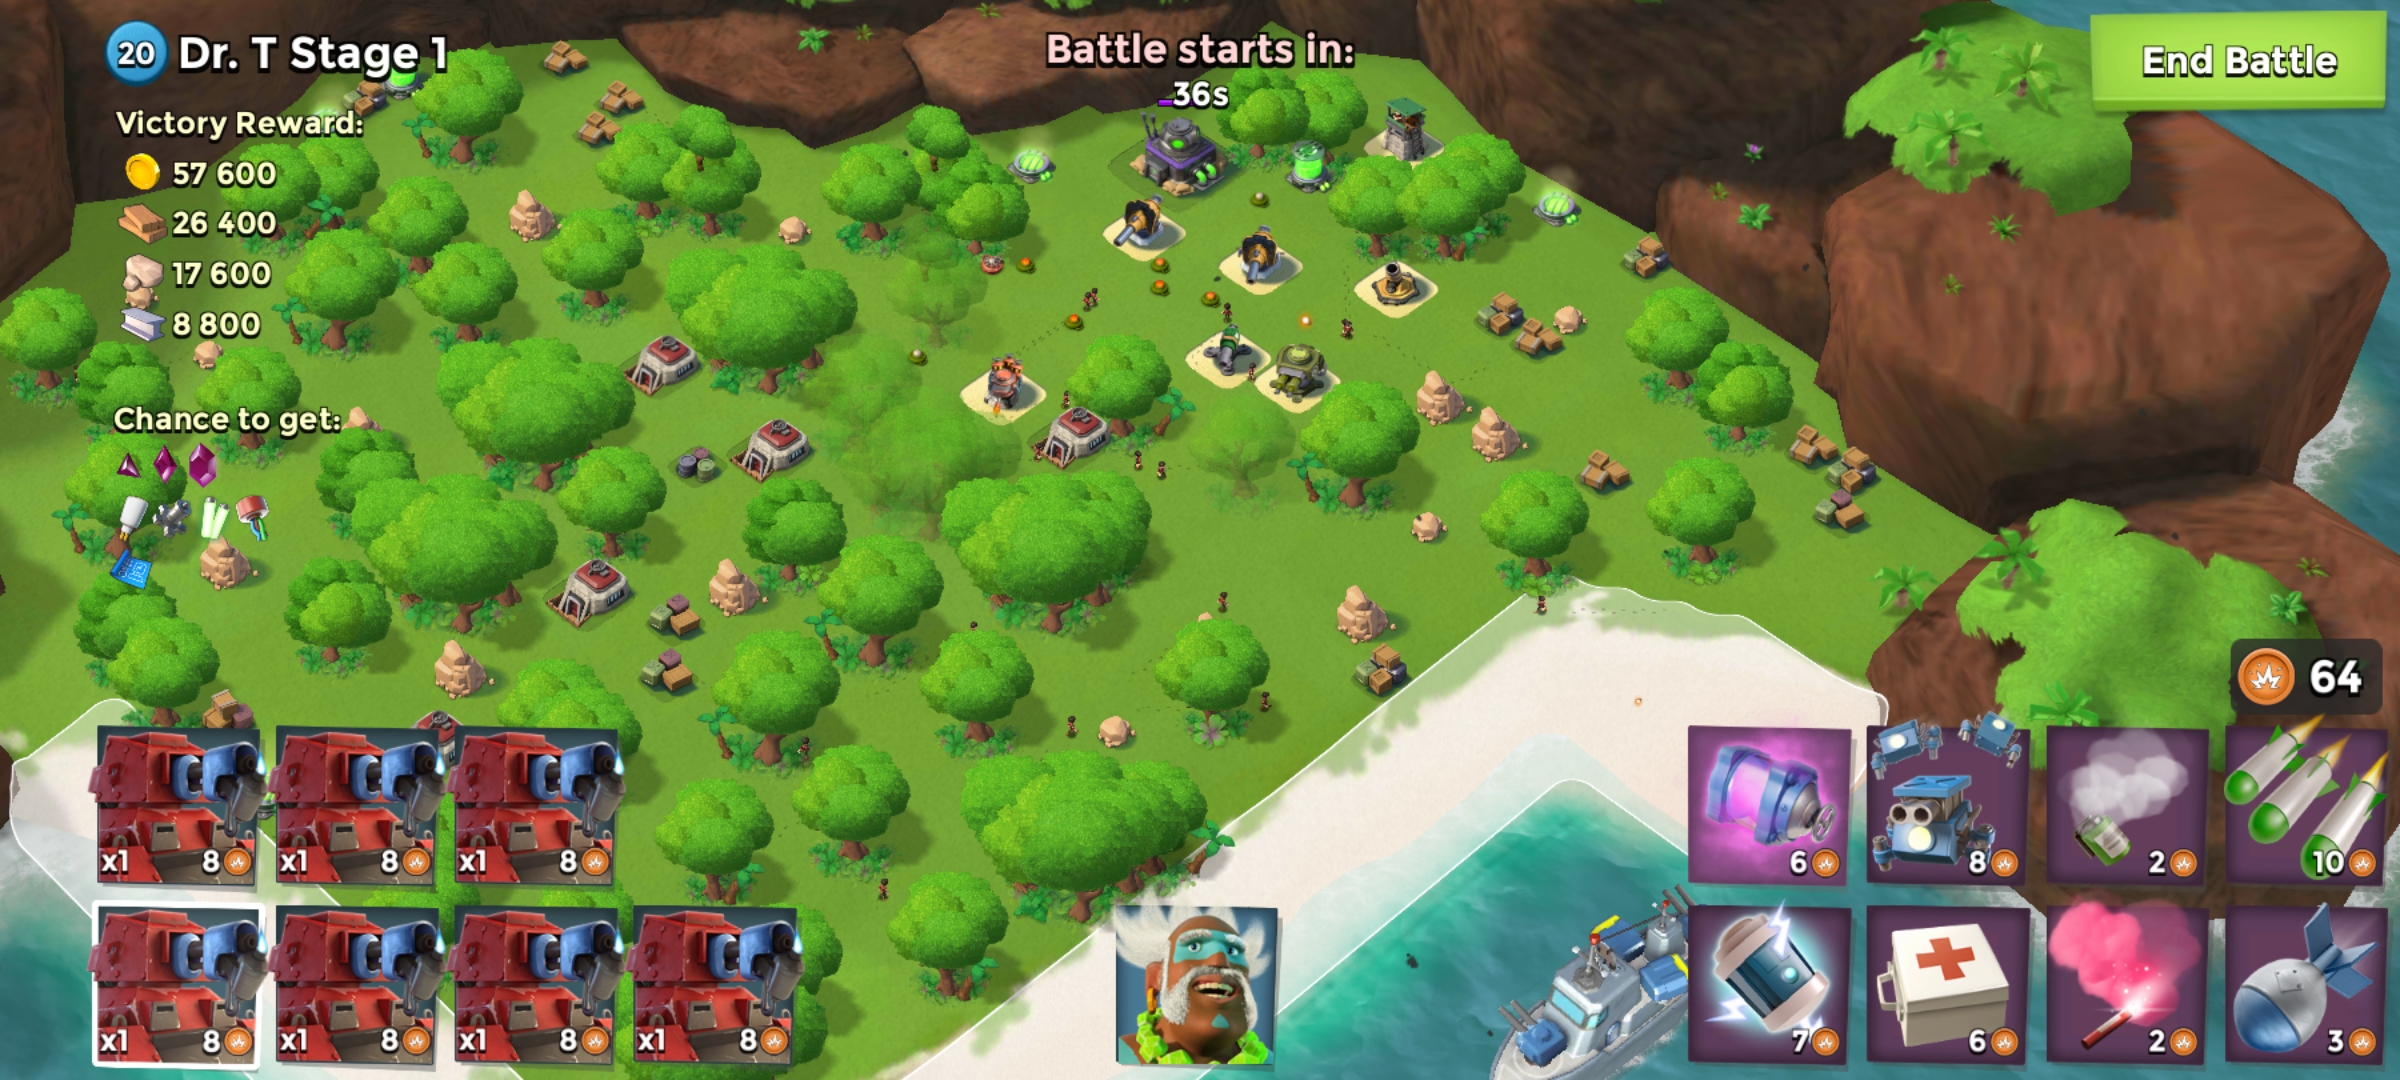 20 Dr. T Stage 1
Battle starts in:
36s
End Battle
Victory Reward:
57 600
26 400
17 600
8 800
Chance to get:
64
x1 8
x1 8
x1 8
6
8
2
10
x1 8
x1 8
x1 8
x1 8
7
6
2
3